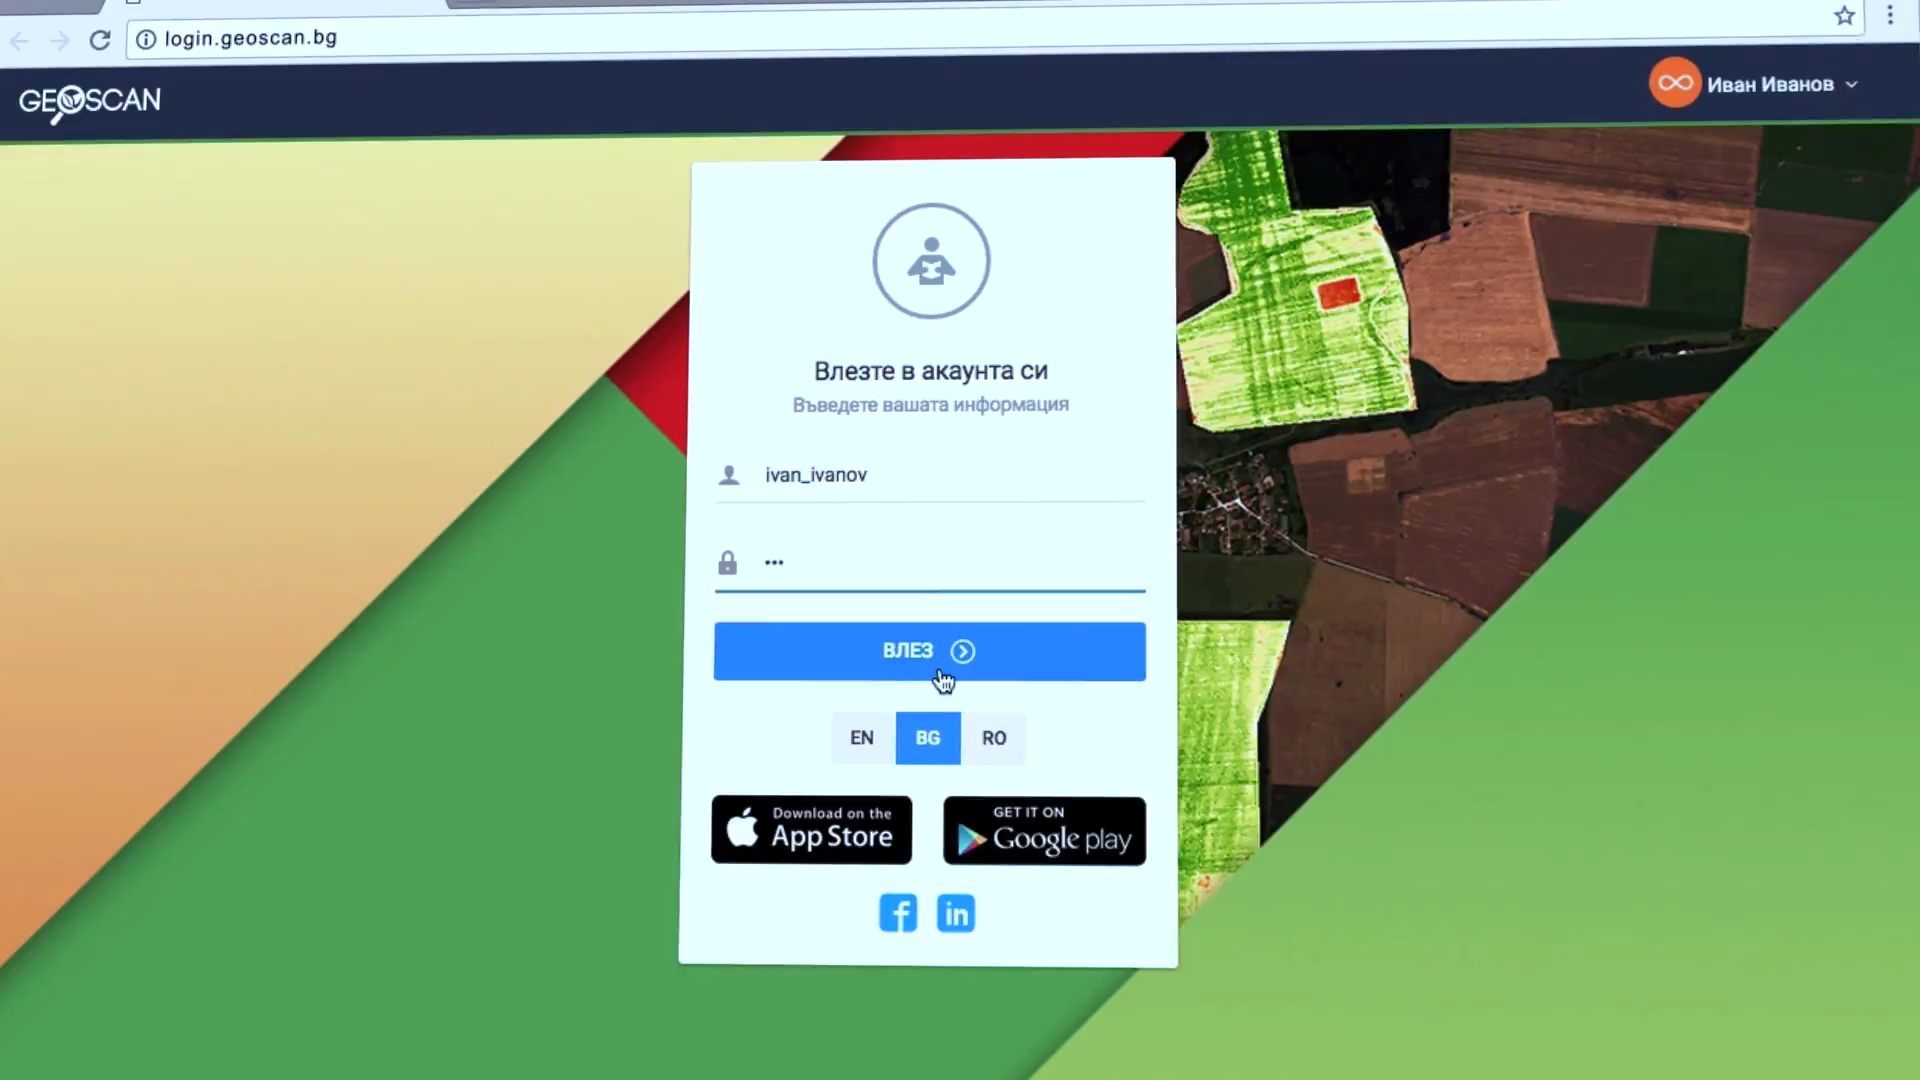 login.geoscan.bg
GEOSCAN
Иван Иванов
Влезте в акаунта си
Въведете вашата информация
ivan_ivanov
•••
ВЛЕЗ
EN BG RO
Download on the
App Store
GET IT ON
Google play
f
in